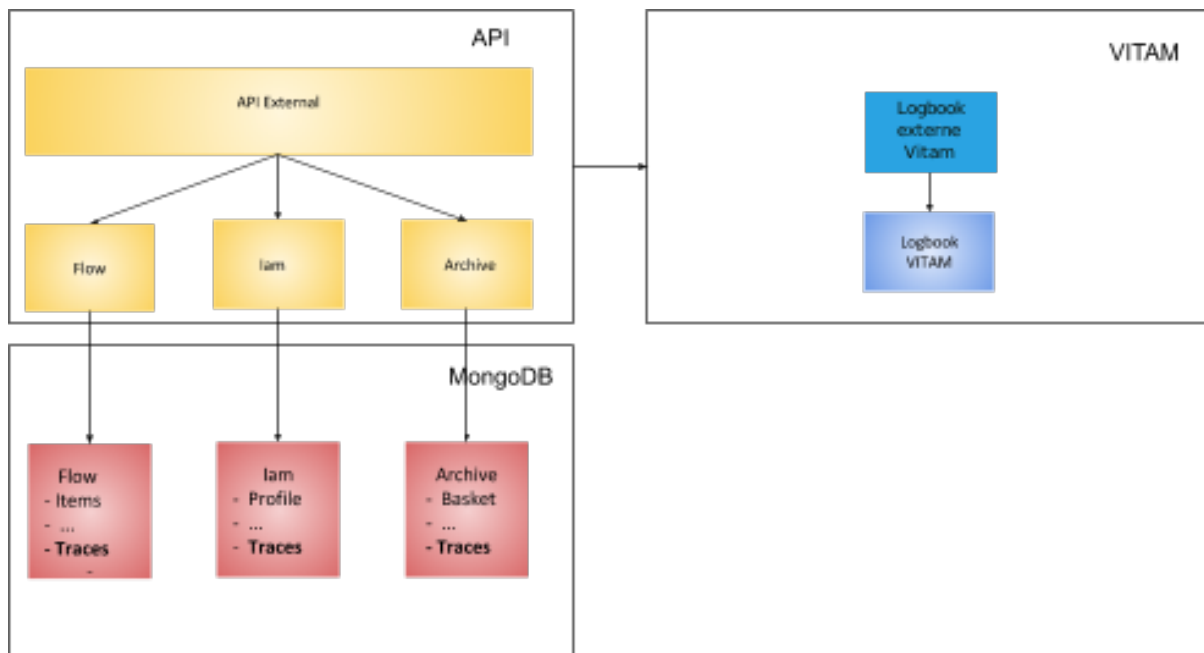 API
API External
Flow
Iam
Archive
VITAM
Logbook
externe
Vitam
Logbook
VITAM
MongoDB
Flow
- Items
- ...
- Traces
-
Iam
- Profile
- ...
- Traces
Archive
- Basket
- ...
- Traces